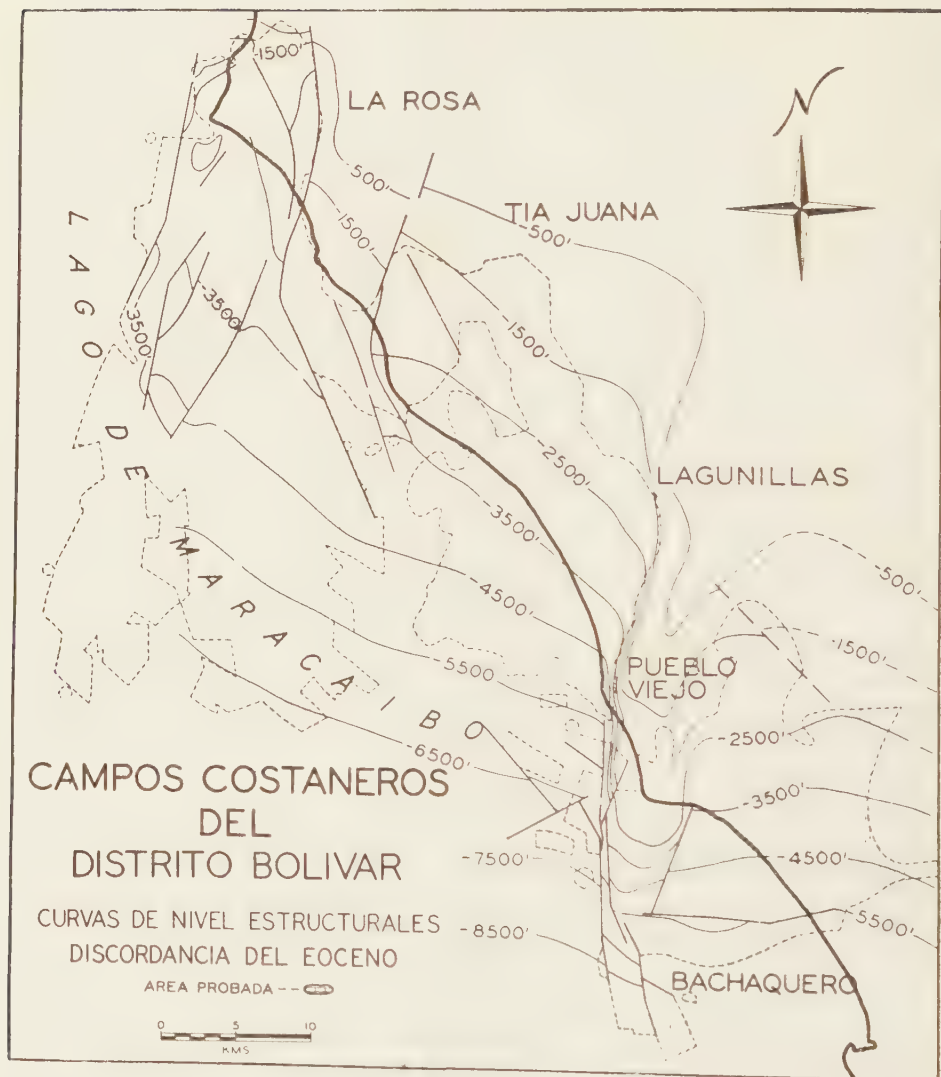 N
-1500'
LA ROSA
-500'
TIA JUANA
-500'
1500'
-3500'
-3500'
1500'
LAGO DE MARACAIBO
2500'
LAGUNILLAS
3500'
-500'
-4500'
-1500'
5500'
PUEBLO
VIEJO
-2500'
-6500'
-3500'
CAMPOS COSTANEROS
DEL
DISTRITO BOLIVAR
-7500'
-4500'
CURVAS DE NIVEL ESTRUCTURALES
DISCORDANCIA DEL EOCENO
-8500'
5500'
AREA PROBADA --
BACHAQUERO
0 5 10
KMS